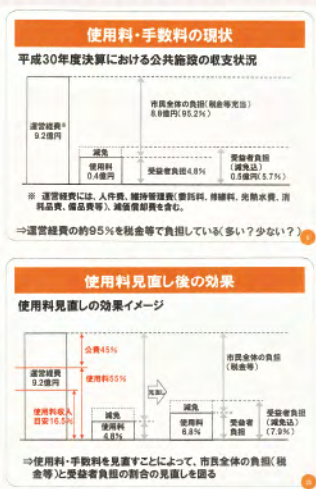 使用料・手数料の現状
平成30年度決算における公共施設の収支状況
市民全体の負担(税金等充当)
8.8億円(95.2%)
運営経費※
9.2億円
減免
使用料
0.4億円
受益者負担4.8%
受益者負担
(減免込)
0.5億円(5.7%)
※ 運営経費には、人件費、維持管理費(委託料、修繕料、光熱水費、消
耗品費、備品費等)、減価償却費を含む。
⇒運営経費の約95%を税金等で負担している(多い?少ない?)
使用料見直し後の効果
使用料見直しの効果イメージ
公費45%
市民全体の負担
(税金等)
運営経費
9.2億円
使用料55%
見直し
使用料収入
目安16.5%
減免
使用料
4.8%
減免
使用料
6.8%
受益者
負担
受益者負担
(減免込)
(7.9%)
⇒使用料・手数料を見直すことによって、市民全体の負担(税
金等)と受益者負担の割合の見直しを図る